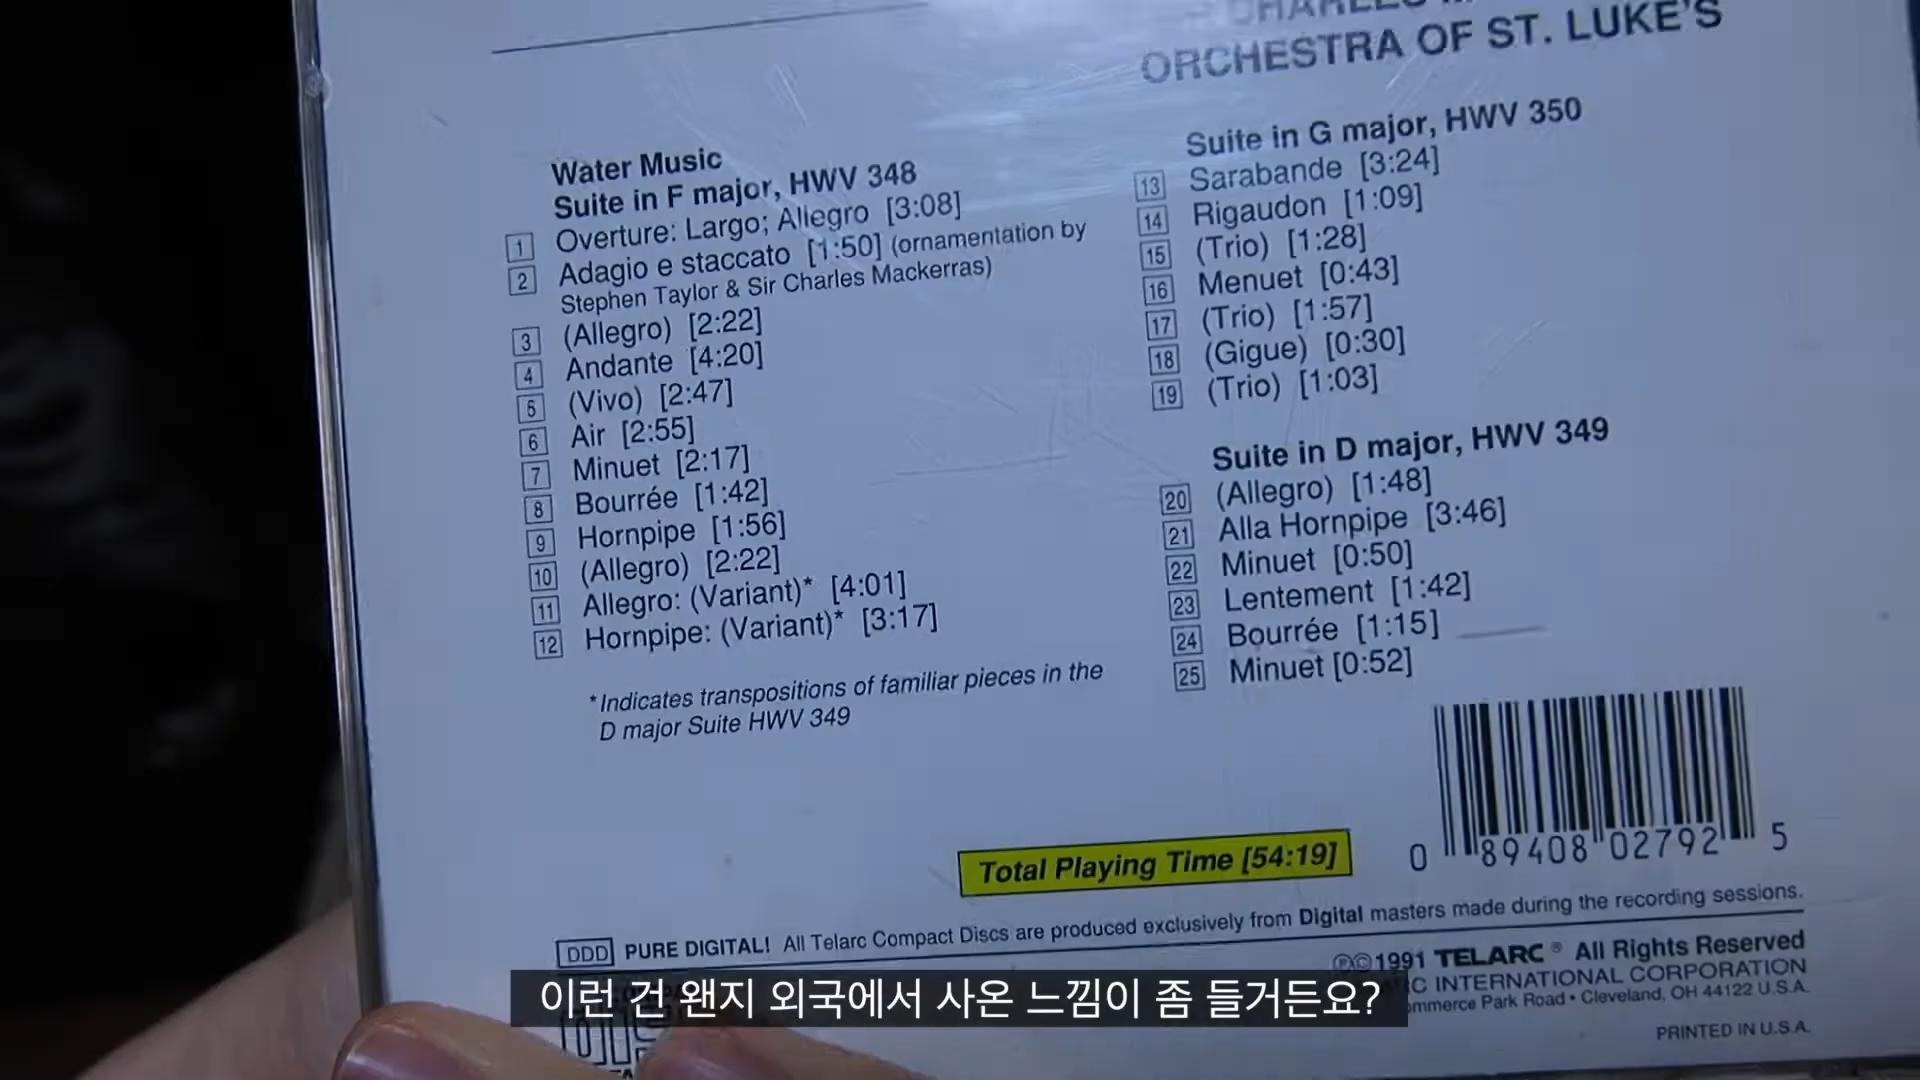 ORCHESTRA OF ST. LUKE'S
Water Music
Suite in F major, HWV 348
1 Overture: Largo; Allegro [3:08]
2 Adagio e staccato [1:50] (ornamentation by
Stephen Taylor & Sir Charles Mackerras)
3 (Allegro) [2:22]
4 Andante [4:20]
5 (Vivo) [2:47]
6 Air [2:55]
7 Minuet [2:17]
8 Bourrée [1:42]
9 Hornpipe [1:56]
10 (Allegro) [2:22]
11 Allegro: (Variant)* [4:01]
12 Hornpipe: (Variant)* [3:17]
*Indicates transpositions of familiar pieces in the
D major Suite HWV 349
Suite in G major, HWV 350
13 Sarabande [3:24]
14 Rigaudon [1:09]
15 (Trio) [1:28]
16 Menuet [0:43]
17 (Trio) [1:57]
18 (Gigue) [0:30]
19 (Trio) [1:03]
Suite in D major, HWV 349
20 (Allegro) [1:48]
21 Alla Hornpipe [3:46]
22 Minuet [0:50]
23 Lentement [1:42]
24 Bourrée [1:15]
25 Minuet [0:52]
Total Playing Time [54:19]
0 89408 02792 5
DDD PURE DIGITAL! All Telarc Compact Discs are produced exclusively from Digital masters made during the recording sessions.
℗©1991 TELARC® All Rights Reserved
INTERNATIONAL CORPORATION
Park Road • Cleveland, OH 44122 U.S.A.
PRINTED IN U.S.A.
이런 건 왠지 외국에서 사온 느낌이 좀 들거든요?